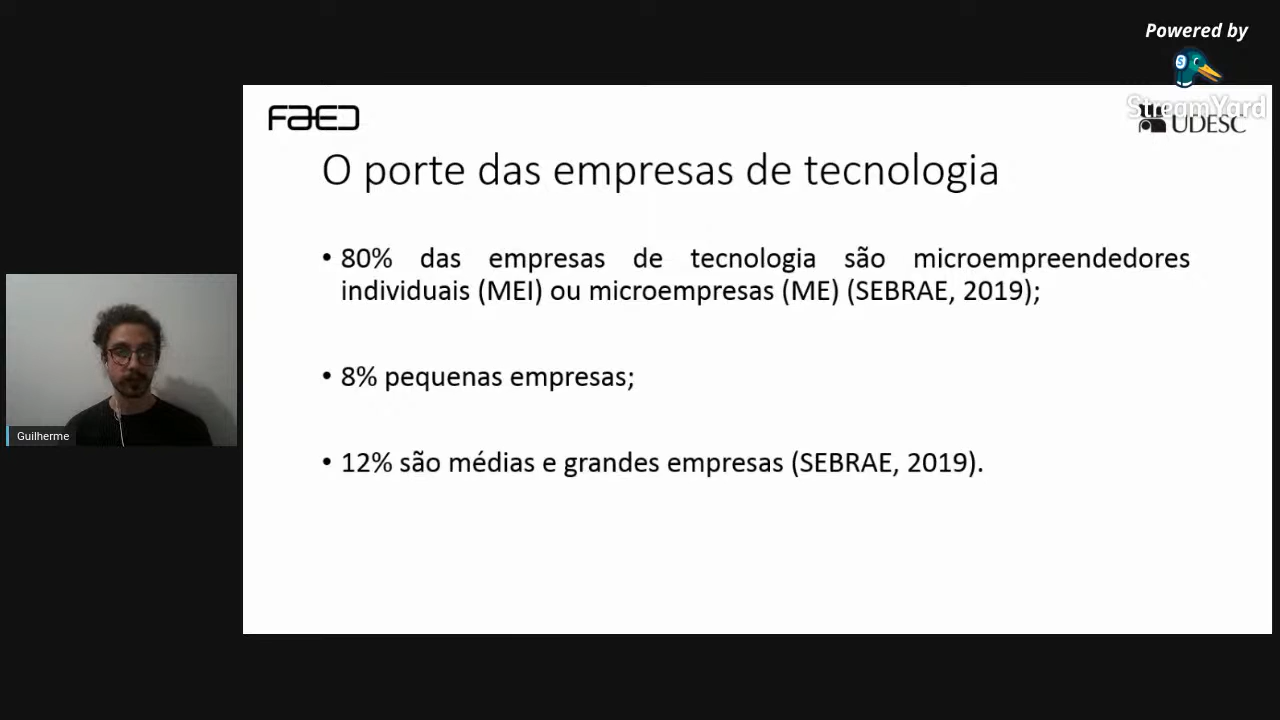 Powered by
StreamYard
FAED
UDESC
O porte das empresas de tecnologia
• 80% das empresas de tecnologia são microempreendedores
individuais (MEI) ou microempresas (ME) (SEBRAE, 2019);
• 8% pequenas empresas;
• 12% são médias e grandes empresas (SEBRAE, 2019).
Guilherme